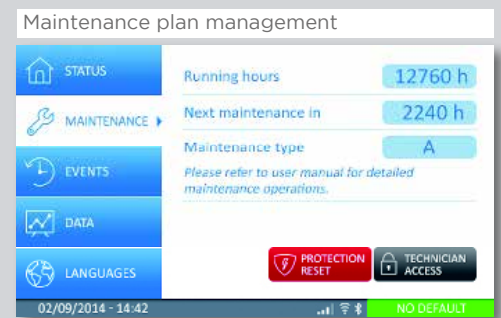 Maintenance plan management
STATUS
Running hours 12760 h
MAINTENANCE
Next maintenance in 2240 h
Maintenance type A
EVENTS
Please refer to user manual for detailed
maintenance operations.
DATA
LANGUAGES
PROTECTION
RESET
TECHNICIAN
ACCESS
02/09/2014 - 14:42
NO DEFAULT